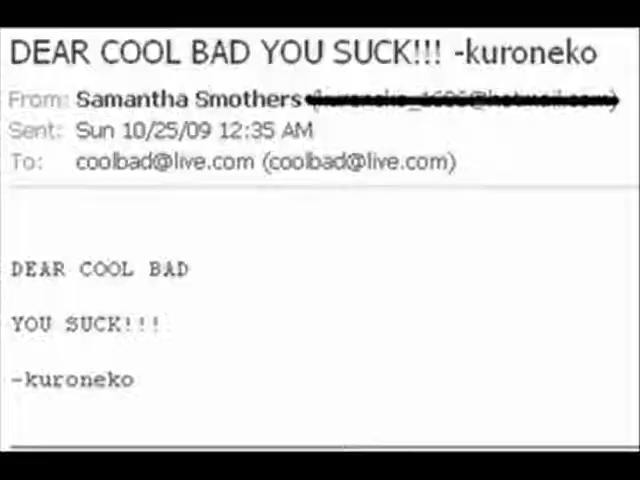 DEAR COOL BAD YOU SUCK!!! -kuroneko
From: Samantha Smothers
Sent: Sun 10/25/09 12:35 AM
To: coolbad@live.com (coolbad@live.com)
DEAR COOL BAD
YOU SUCK!!!
-kuroneko